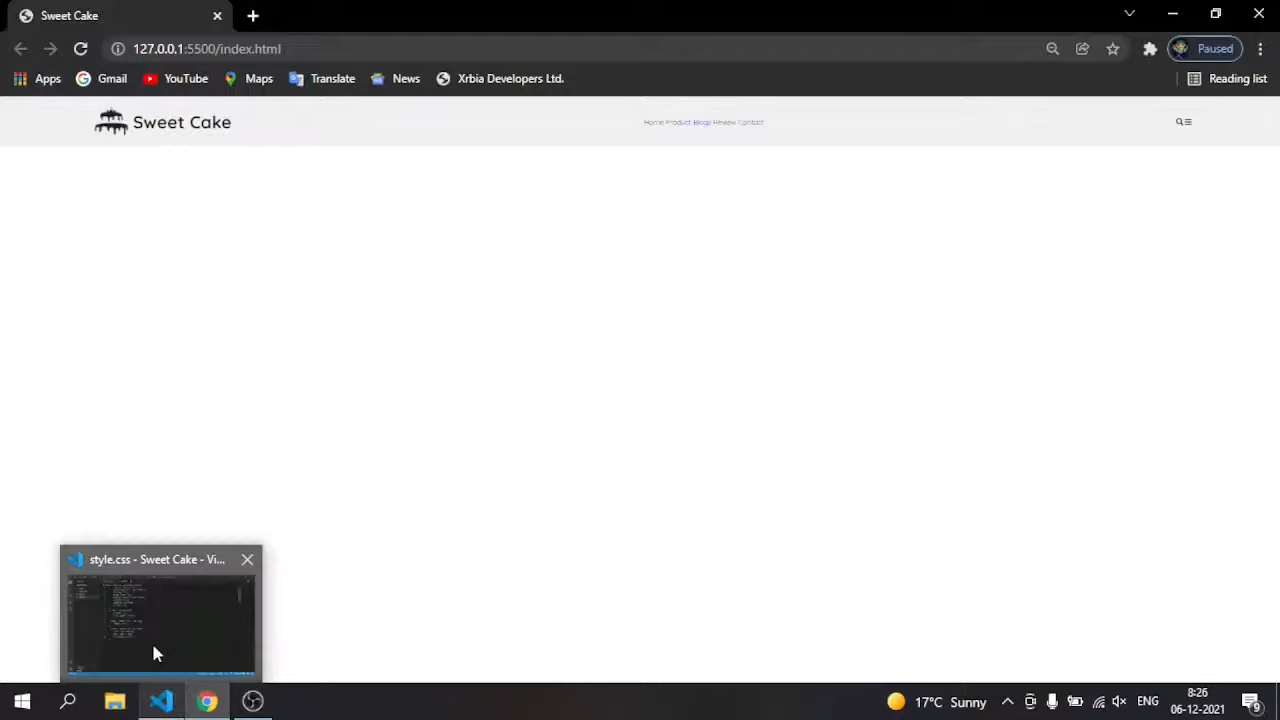 Sweet Cake
127.0.0.1:5500/index.html
Paused
Apps Gmail YouTube Maps Translate News Xrbia Developers Ltd. Reading list
Sweet Cake Home Product Blogs Review Contact
style.css - Sweet Cake - Vi...
17°C Sunny ENG 8:26
06-12-2021 9